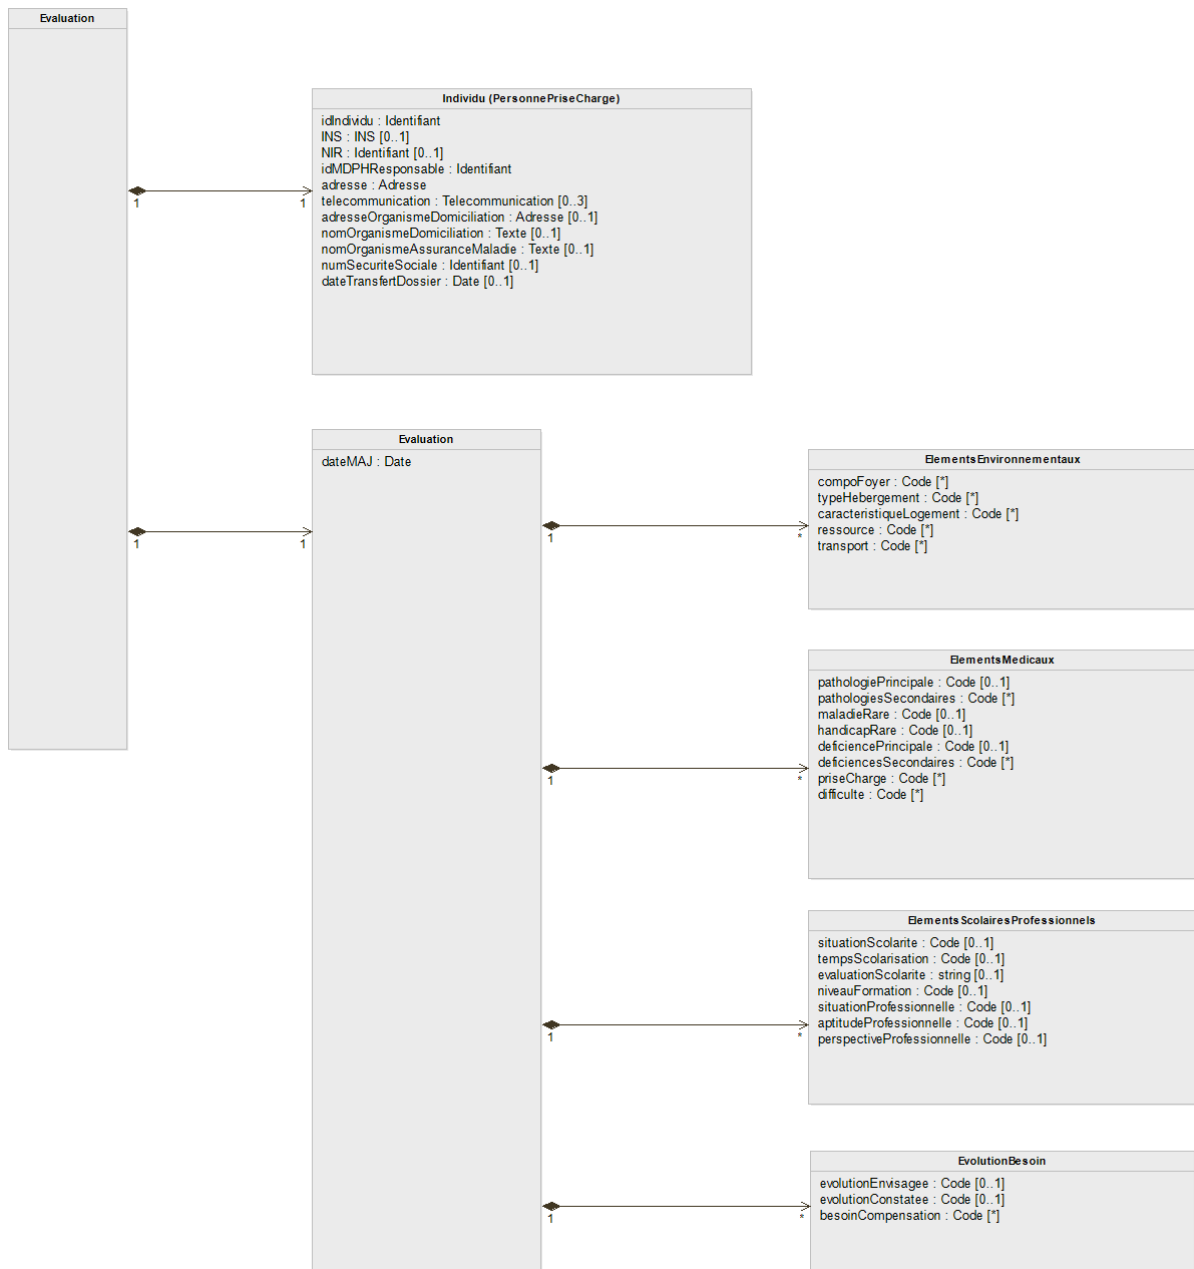 Evaluation
Individu (PersonnePriseCharge)
idIndividu : Identifiant
INS : INS [0..1]
NIR : Identifiant [0..1]
idMDPHResponsable : Identifiant
adresse : Adresse
telecommunication : Telecommunication [0..3]
adresseOrganismeDomiciliation : Adresse [0..1]
nomOrganismeDomiciliation : Texte [0..1]
nomOrganismeAssuranceMaladie : Texte [0..1]
numSecuriteSociale : Identifiant [0..1]
dateTransfertDossier : Date [0..1]
1
1
Evaluation
dateMAJ : Date
1
1
ElementsEnvironnementaux
compoFoyer : Code [*]
typeHebergement : Code [*]
caracteristiqueLogement : Code [*]
ressource : Code [*]
transport : Code [*]
1
*
ElementsMedicaux
pathologiePrincipale : Code [0..1]
pathologiesSecondaires : Code [*]
maladieRare : Code [0..1]
handicapRare : Code [0..1]
deficiencePrincipale : Code [0..1]
deficiencesSecondaires : Code [*]
priseCharge : Code [*]
difficulte : Code [*]
1
*
ElementsScolairesProfessionnels
situationScolarite : Code [0..1]
tempsScolarisation : Code [0..1]
evaluationScolarite : string [0..1]
niveauFormation : Code [0..1]
situationProfessionnelle : Code [0..1]
aptitudeProfessionnelle : Code [0..1]
perspectiveProfessionnelle : Code [0..1]
1
*
EvolutionBesoin
evolutionEnvisagee : Code [0..1]
evolutionConstatee : Code [0..1]
besoinCompensation : Code [*]
1
*